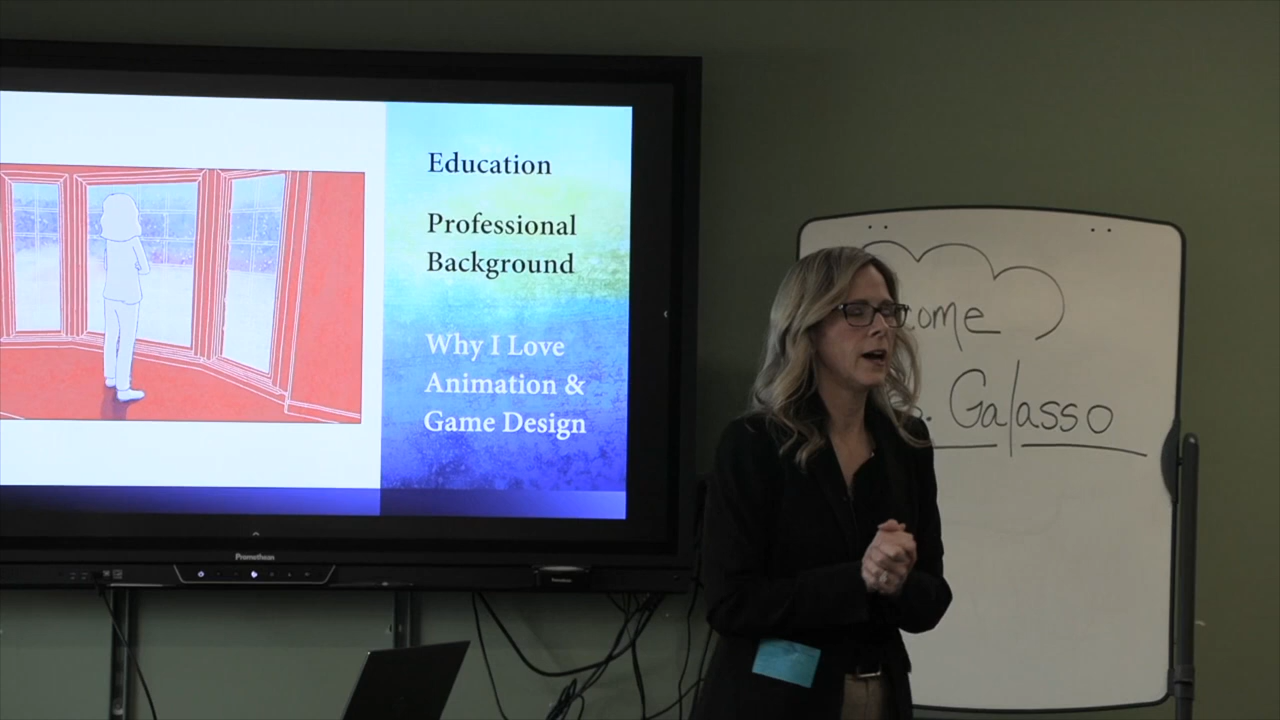 Education
Professional
Background
Why I Love
Animation &
Game Design
Promethean
come
s. Galasso